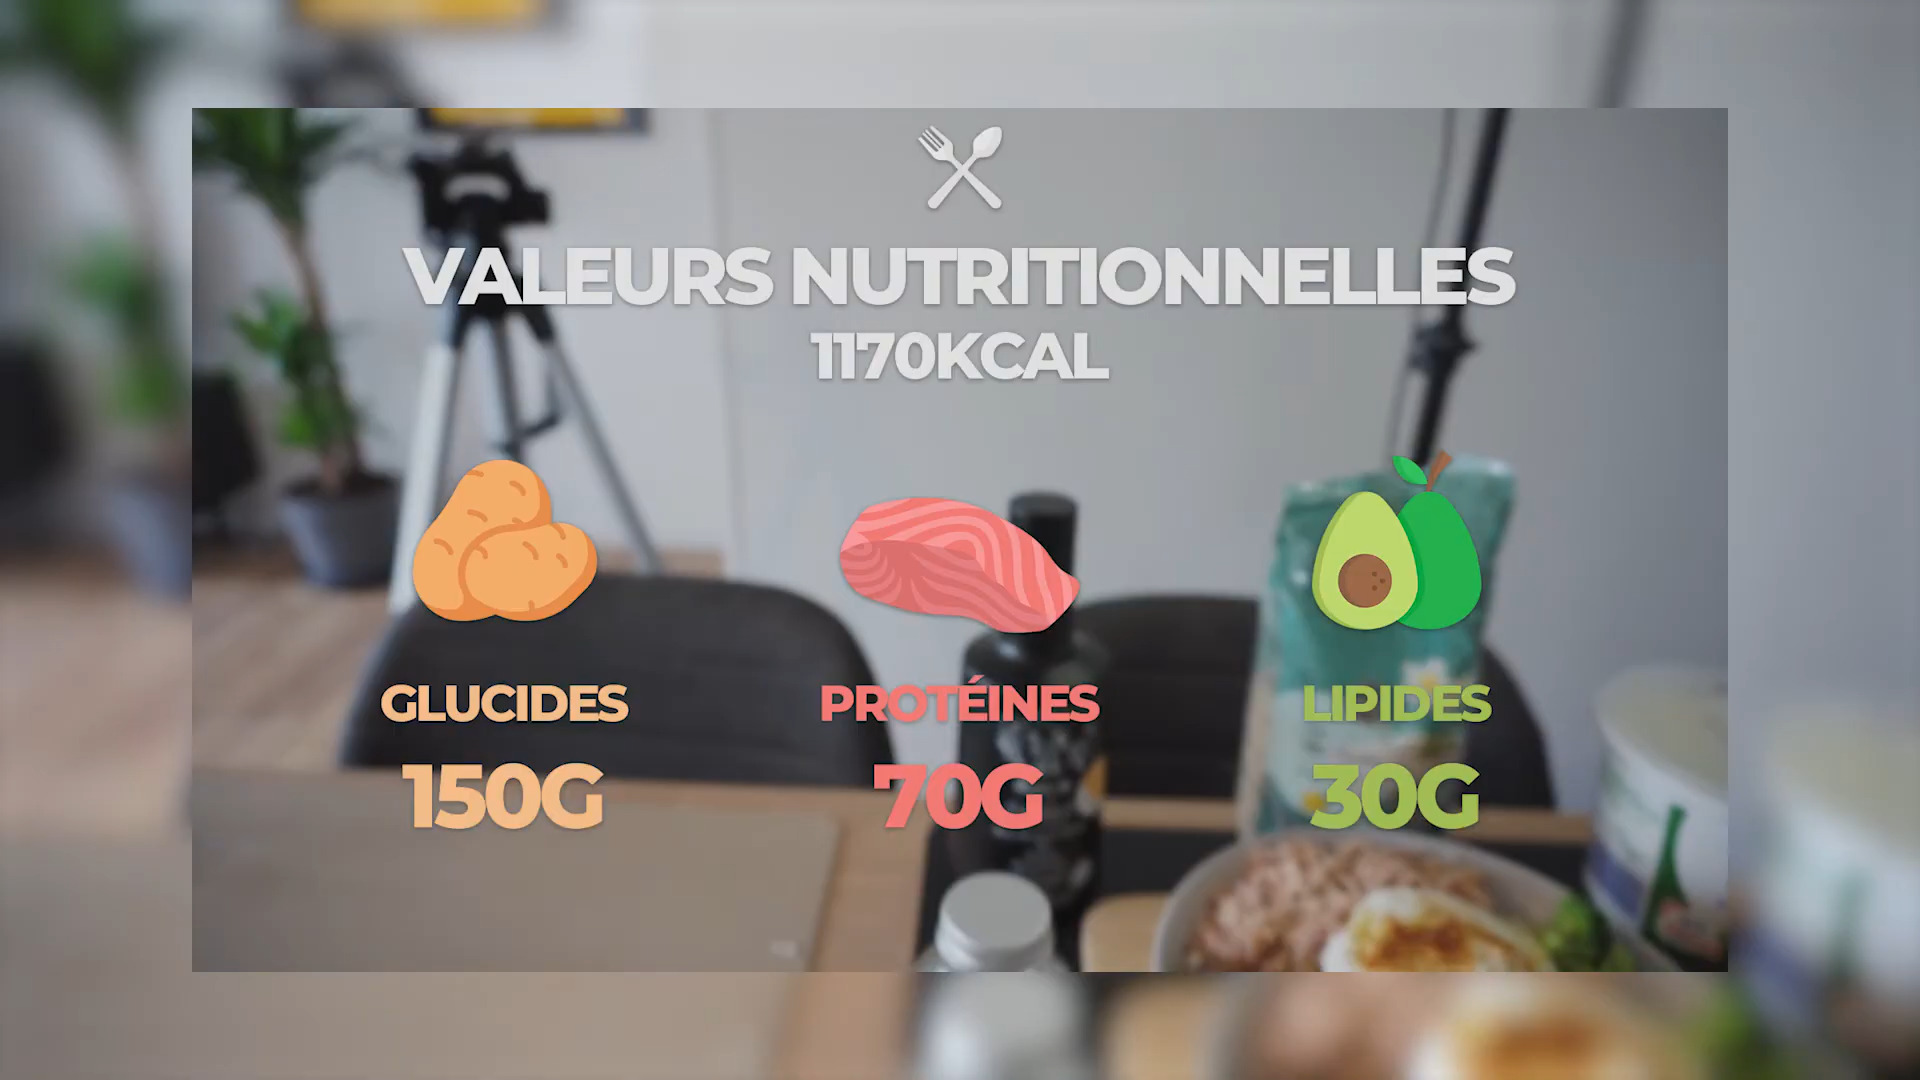 VALEURS NUTRITIONNELLES
1170KCAL
GLUCIDES
PROTÉINES
LIPIDES
150G
70G
30G